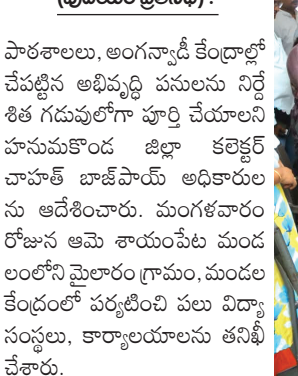 పాఠశాలలు, అంగన్వాడీ కేంద్రాల్లో
చేపట్టిన అభివృద్ధి పనులను నిర్దే
శిత గడువులోగా పూర్తి చేయాలని
హనుమకొండ జిల్లా కలెక్టర్
చాహత్ బాజ్‌పాయ్ అధికారుల
ను ఆదేశించారు. మంగళవారం
రోజున ఆమె శాయంపేట మండ
లంలోని మైలారం గ్రామం, మండల
కేంద్రంలో పర్యటించి పలు విద్యా
సంస్థలు, కార్యాలయాలను తనిఖీ
చేశారు.